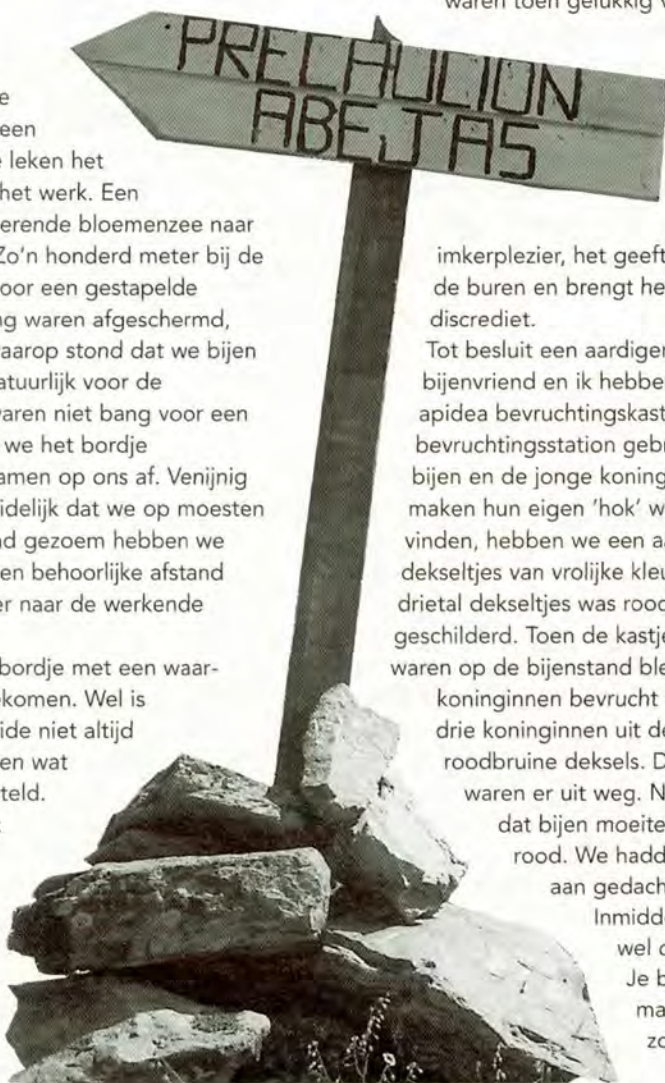 waren toen gelukkig v
PRECAUCION
ABEJAS
e
een
e leken het
het werk. Een
erende bloemenzee naar
Zo'n honderd meter bij de
oor een gestapelde
ng waren afgeschermd,
waarop stond dat we bijen
atuurlijk voor de
varen niet bang voor een
we het bordje
amen op ons af. Venijnig
idelijk dat we op moesten
nd gezoem hebben we
en behoorlijke afstand
er naar de werkende
bordje met een waar-
komen. Wel is
ide niet altijd
en wat
teld.
imkerplezier, het geeft
de buren en brengt he
discrediet.
Tot besluit een aardiger
bijenvriend en ik hebbe
apidea bevruchtingskast
bevruchtingsstation gebr
bijen en de jonge koning
maken hun eigen 'hok' w
vinden, hebben we een aa
dekseltjes van vrolijke kleu
drietal dekseltjes was rood
geschilderd. Toen de kastje
waren op de bijenstand ble
koninginnen bevrucht
drie koninginnen uit de
roodbruine deksels. D
waren er uit weg. N
dat bijen moeite
rood. We hadd
aan gedach
Inmidde
wel d
Je b
ma
zo